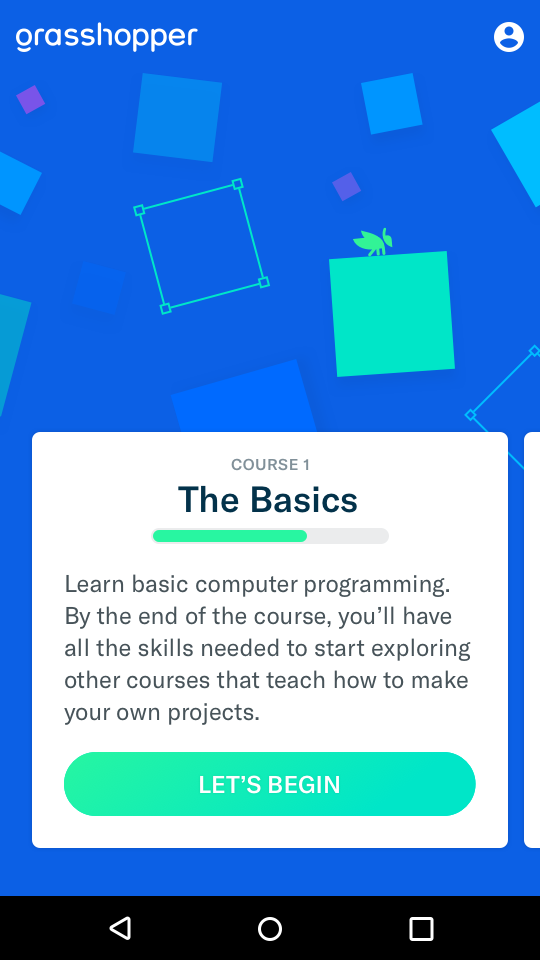 grasshopper
COURSE 1
The Basics
Learn basic computer programming.
By the end of the course, you’ll have
all the skills needed to start exploring
other courses that teach how to make
your own projects.
LET’S BEGIN